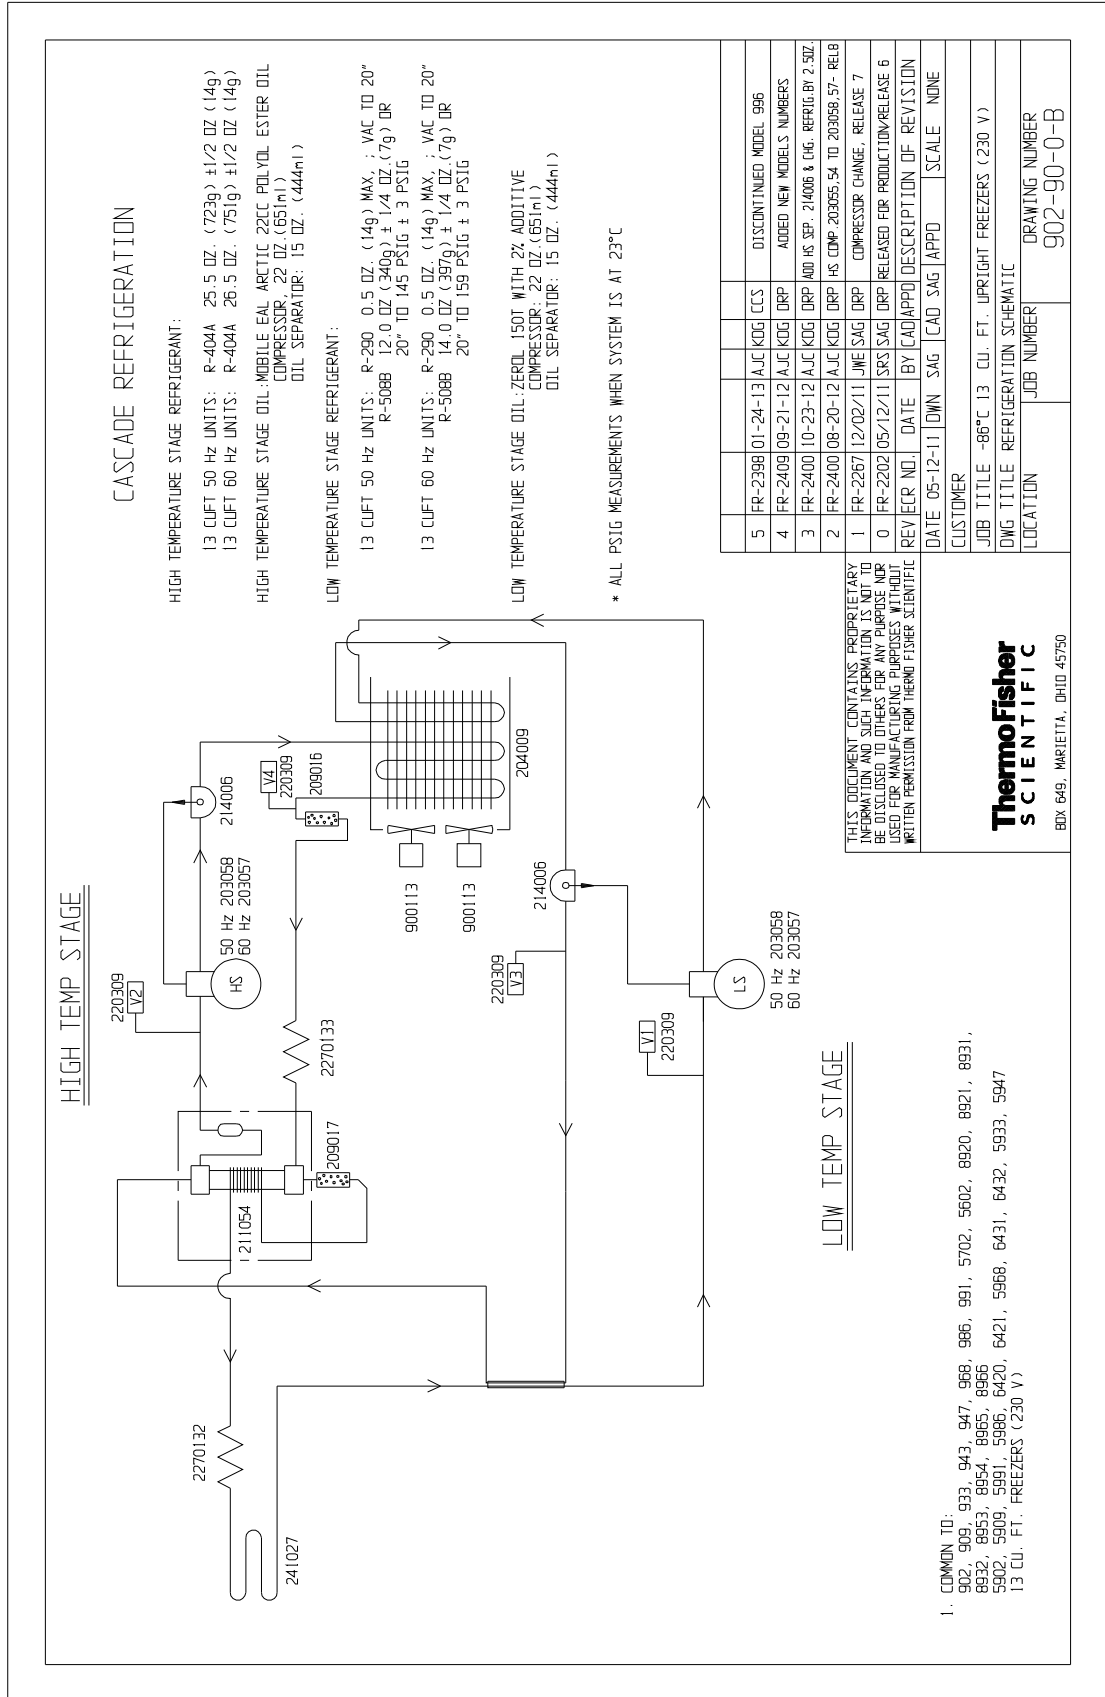 CASCADE REFRIGERATION
HIGH TEMPERATURE STAGE REFRIGERANT:
13 CUFT 50 Hz UNITS: R-404A 25.5 OZ. (723g) ±1/2 OZ (14g)
13 CUFT 60 Hz UNITS: R-404A 26.5 OZ. (751g) ±1/2 OZ (14g)
HIGH TEMPERATURE STAGE OIL:MOBILE EAL ARCTIC 22CC POLYOL ESTER OIL
COMPRESSOR, 22 OZ.(651ml)
OIL SEPARATOR: 15 OZ. (444ml)
LOW TEMPERATURE STAGE REFRIGERANT:
13 CUFT 50 Hz UNITS: R-290 0.5 OZ. (14g) MAX, ; VAC TO 20"
R-508B 12.0 OZ (340g) ± 1/4 OZ.(7g) OR
20" TO 145 PSIG ± 3 PSIG
13 CUFT 60 Hz UNITS: R-290 0.5 OZ. (14g) MAX, ; VAC TO 20"
R-508B 14.0 OZ (397g) ± 1/4 OZ.(7g) OR
20" TO 159 PSIG ± 3 PSIG
LOW TEMPERATURE STAGE OIL:ZEROL 150T WITH 2% ADDITIVE
COMPRESSOR: 22 OZ.(651ml)
OIL SEPARATOR: 15 OZ. (444ml)
* ALL PSIG MEASUREMENTS WHEN SYSTEM IS AT 23°C
HIGH TEMP STAGE
220309
V2
HS
50 Hz 203058
60 Hz 203057
214006
V4
220309
209016
204009
900113
900113
2270133
209017
211054
2270132
241027
214006
220309
V3
LS
50 Hz 203058
60 Hz 203057
V1
220309
LOW TEMP STAGE
1. COMMON TO:
902, 909, 933, 943, 947, 968, 986, 991, 5702, 5602, 8920, 8921, 8931,
8932, 8953, 8954, 8965, 8966
5902, 5909, 5991, 5986, 6420, 6421, 5968, 6431, 6432, 5933, 5947
13 CU. FT. FREEZERS (230 V)
THIS DOCUMENT CONTAINS PROPRIETARY
INFORMATION AND SUCH INFORMATION IS NOT TO
BE DISCLOSED TO OTHERS FOR ANY PURPOSE NOR
USED FOR MANUFACTURING PURPOSES WITHOUT
WRITTEN PERMISSION FROM THERMO FISHER SCIENTIFIC
ThermoFisher
SCIENTIFIC
BOX 649, MARIETTA, OHIO 45750
5 FR-2398 01-24-13 AJC KDG CCS DISCONTINUED MODEL 996
4 FR-2409 09-21-12 AJC KDG DRP ADDED NEW MODELS NUMBERS
3 FR-2400 10-23-12 AJC KDG DRP ADD HS SEP. 214006 & CHG. REFRIG.BY 2.5OZ.
2 FR-2400 08-20-12 AJC KDG DRP HS COMP.203055,54 TO 203058,57- REL8
1 FR-2267 12/02/11 JWE SAG DRP COMPRESSOR CHANGE, RELEASE 7
0 FR-2202 05/12/11 SRS SAG DRP RELEASED FOR PRODUCTION/RELEASE 6
REV ECR NO. DATE BY CAD APPD DESCRIPTION OF REVISION
DATE 05-12-11 DWN SAG CAD SAG APPD SCALE NONE
CUSTOMER
JOB TITLE -86°C 13 CU. FT. UPRIGHT FREEZERS (230 V)
DWG TITLE REFRIGERATION SCHEMATIC
LOCATION JOB NUMBER DRAWING NUMBER
902-90-0-B